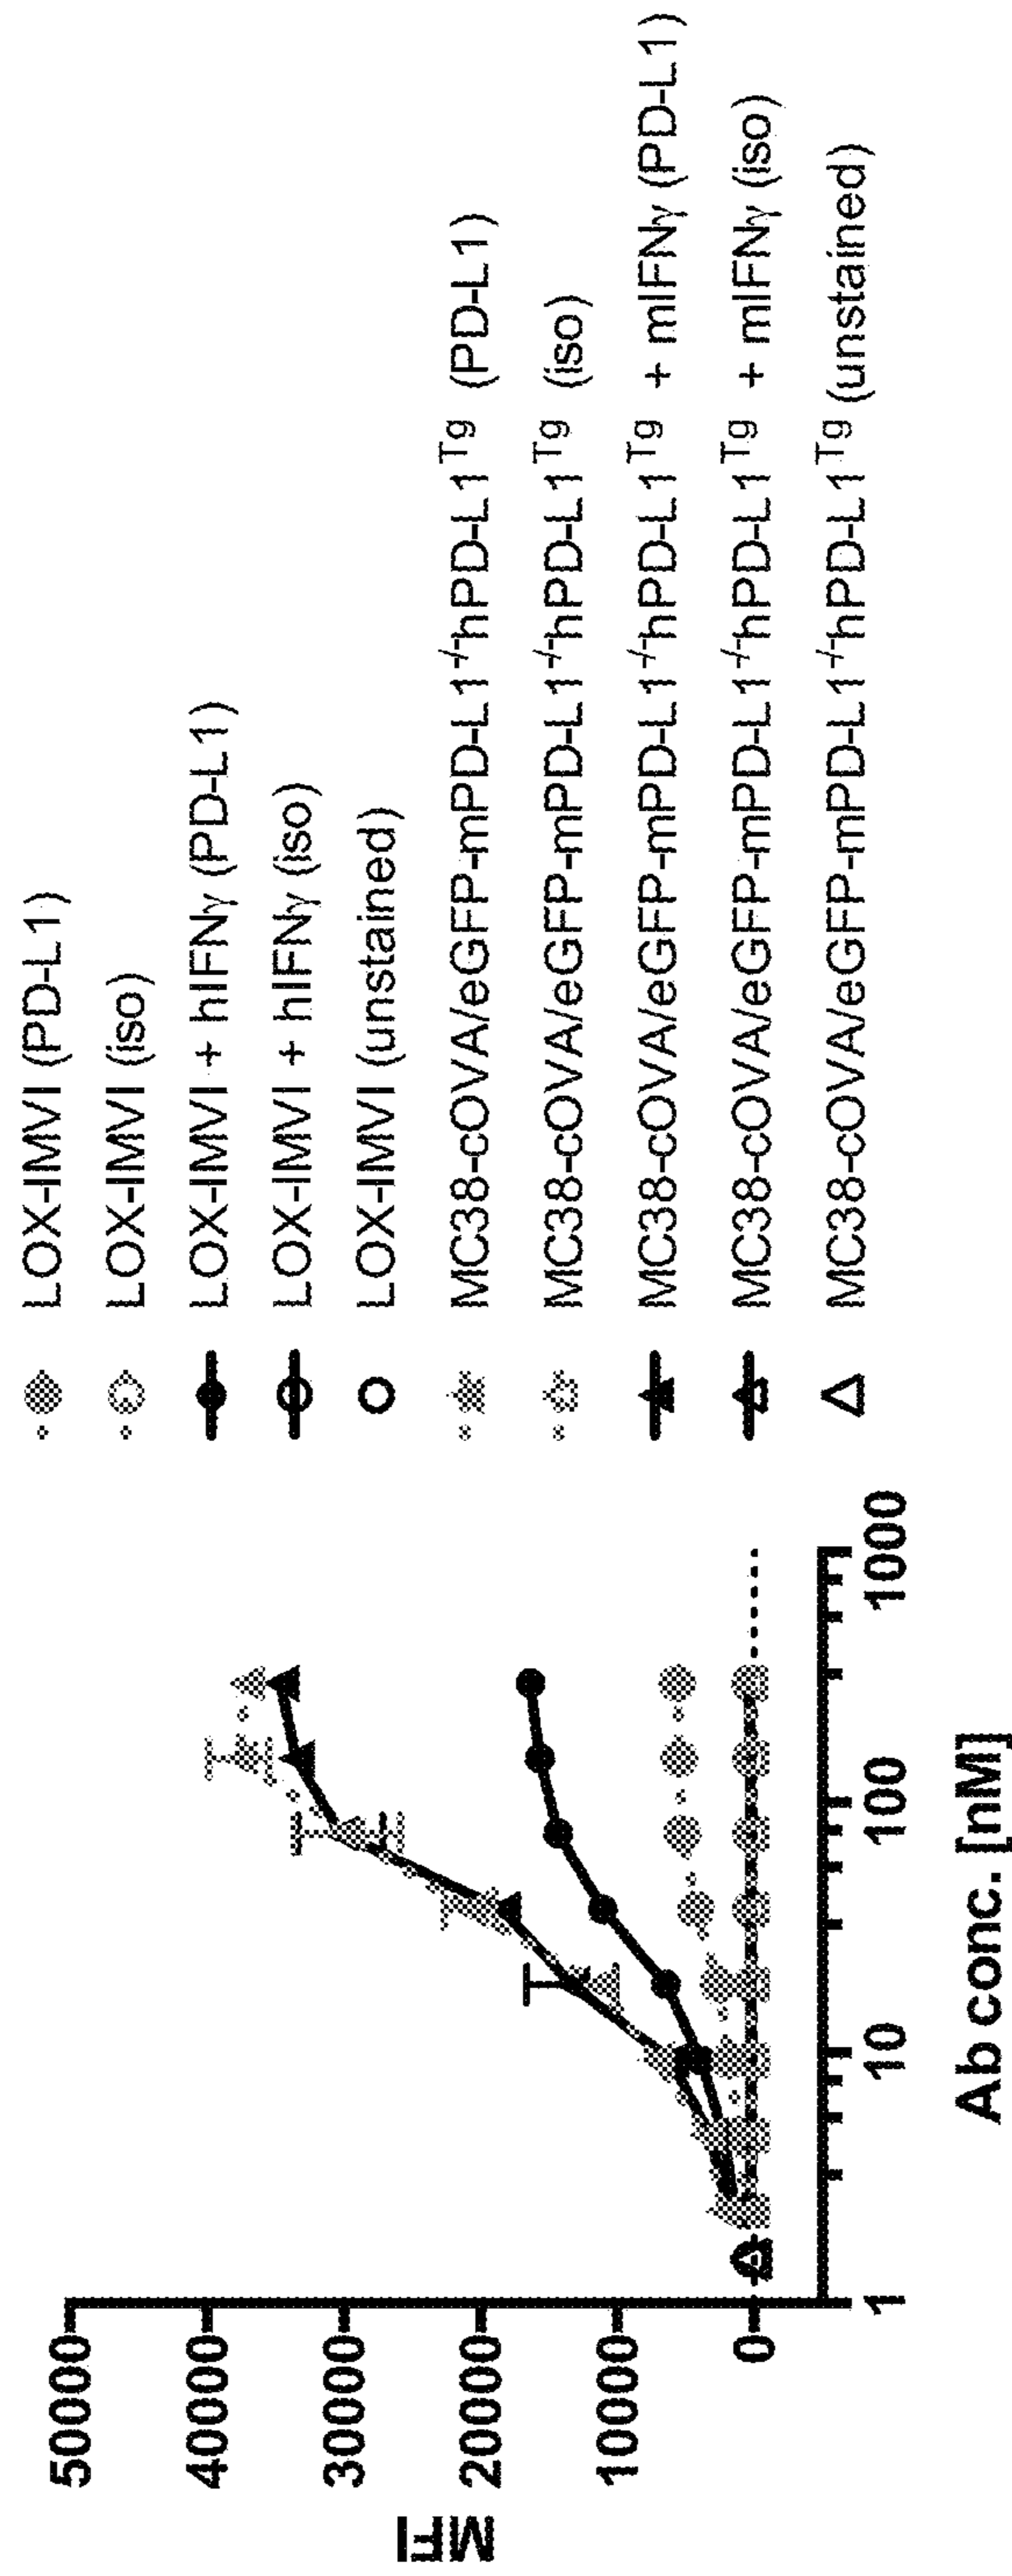 MFI
50000
40000
30000
20000
10000
0
1
10
100
1000
Ab conc. [nM]
LOX-IMVI (PD-L1)
LOX-IMVI (iso)
LOX-IMVI + hIFNγ (PD-L1)
LOX-IMVI + hIFNγ (iso)
LOX-IMVI (unstained)
MC38-cOVA/eGFP-mPD-L1-/-hPD-L1Tg (PD-L1)
MC38-cOVA/eGFP-mPD-L1-/-hPD-L1Tg (iso)
MC38-cOVA/eGFP-mPD-L1-/-hPD-L1Tg + mIFNγ (PD-L1)
MC38-cOVA/eGFP-mPD-L1-/-hPD-L1Tg + mIFNγ (iso)
MC38-cOVA/eGFP-mPD-L1-/-hPD-L1Tg (unstained)